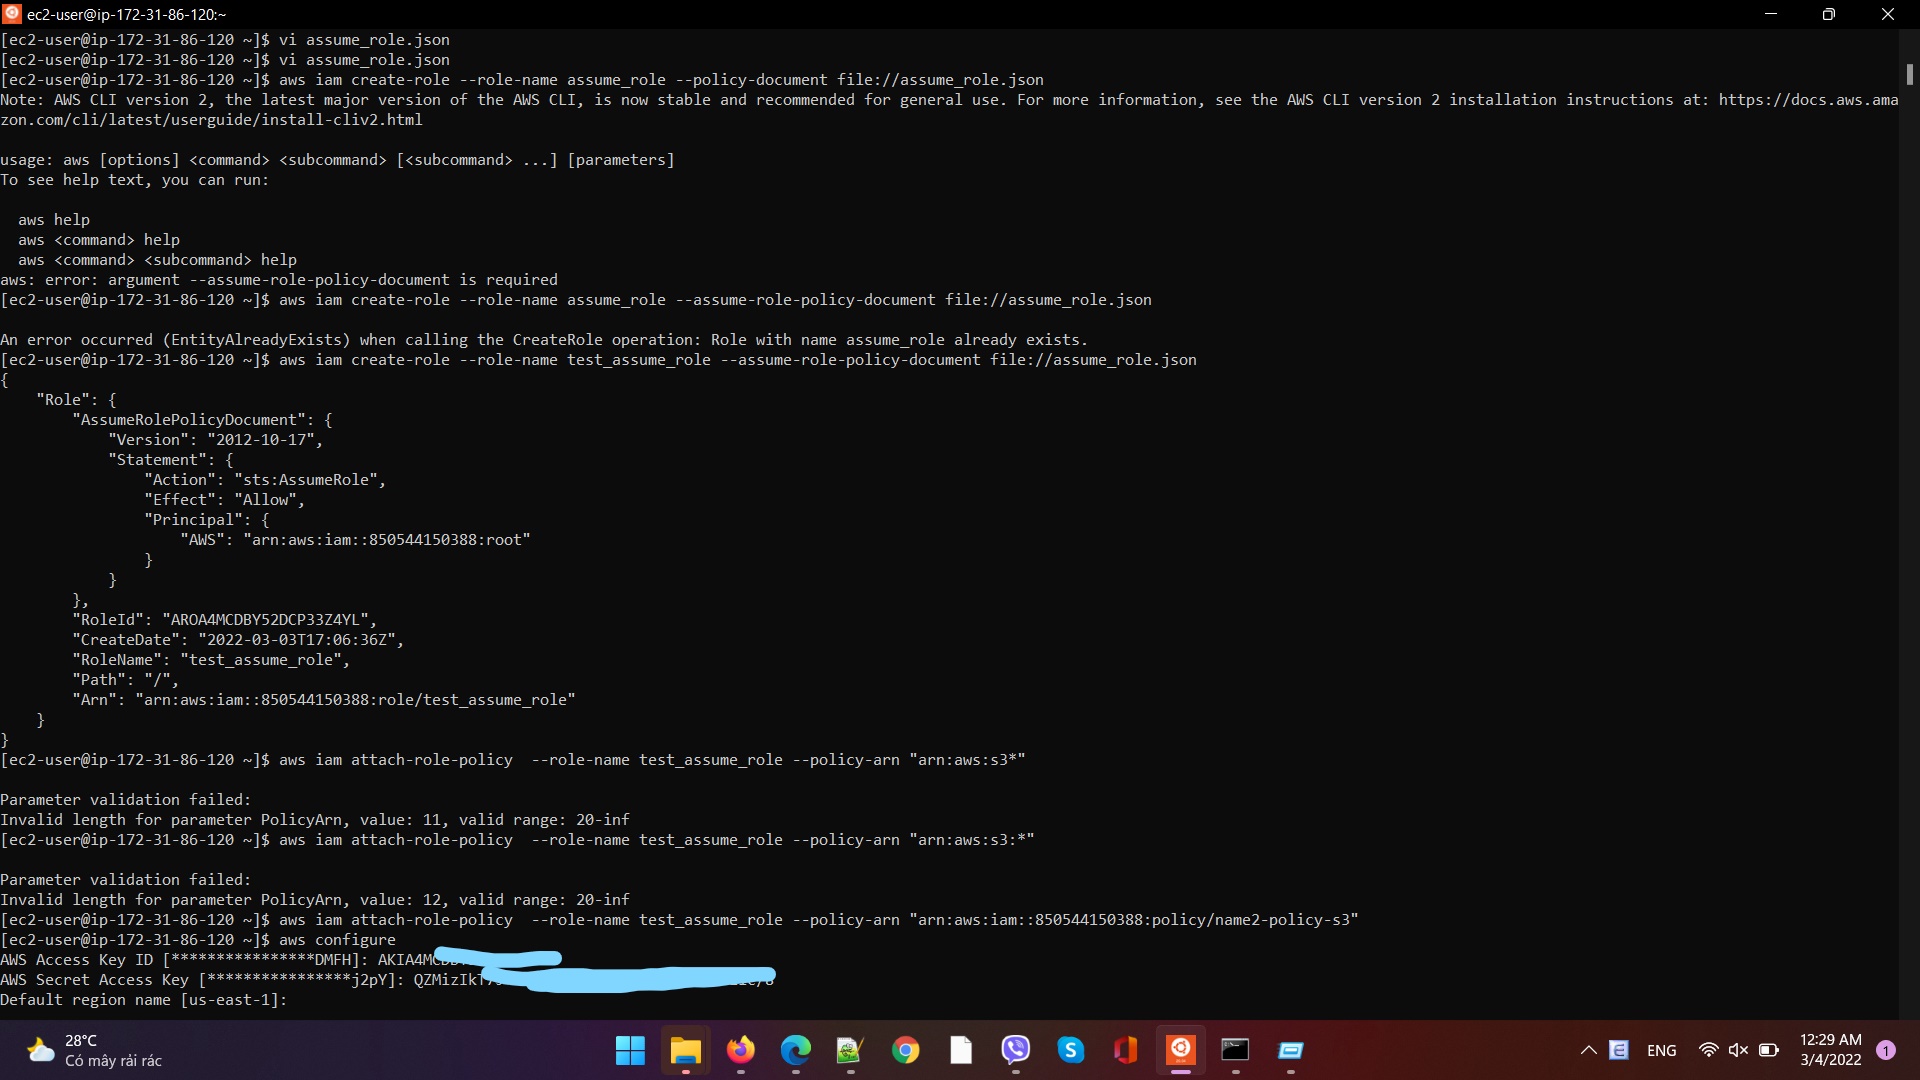 ec2-user@ip-172-31-86-120:~
[ec2-user@ip-172-31-86-120 ~]$ vi assume_role.json
[ec2-user@ip-172-31-86-120 ~]$ vi assume_role.json
[ec2-user@ip-172-31-86-120 ~]$ aws iam create-role --role-name assume_role --policy-document file://assume_role.json
Note: AWS CLI version 2, the latest major version of the AWS CLI, is now stable and recommended for general use. For more information, see the AWS CLI version 2 installation instructions at: https://docs.aws.ama
zon.com/cli/latest/userguide/install-cliv2.html
usage: aws [options] <command> <subcommand> [<subcommand> ...] [parameters]
To see help text, you can run:
aws help
aws <command> help
aws <command> <subcommand> help
aws: error: argument --assume-role-policy-document is required
[ec2-user@ip-172-31-86-120 ~]$ aws iam create-role --role-name assume_role --assume-role-policy-document file://assume_role.json
An error occurred (EntityAlreadyExists) when calling the CreateRole operation: Role with name assume_role already exists.
[ec2-user@ip-172-31-86-120 ~]$ aws iam create-role --role-name test_assume_role --assume-role-policy-document file://assume_role.json
{
"Role": {
"AssumeRolePolicyDocument": {
"Version": "2012-10-17",
"Statement": {
"Action": "sts:AssumeRole",
"Effect": "Allow",
"Principal": {
"AWS": "arn:aws:iam::850544150388:root"
}
}
},
"RoleId": "AROA4MCDBY52DCP33Z4YL",
"CreateDate": "2022-03-03T17:06:36Z",
"RoleName": "test_assume_role",
"Path": "/",
"Arn": "arn:aws:iam::850544150388:role/test_assume_role"
}
}
[ec2-user@ip-172-31-86-120 ~]$ aws iam attach-role-policy  --role-name test_assume_role --policy-arn "arn:aws:s3*"
Parameter validation failed:
Invalid length for parameter PolicyArn, value: 11, valid range: 20-inf
[ec2-user@ip-172-31-86-120 ~]$ aws iam attach-role-policy  --role-name test_assume_role --policy-arn "arn:aws:s3:*"
Parameter validation failed:
Invalid length for parameter PolicyArn, value: 12, valid range: 20-inf
[ec2-user@ip-172-31-86-120 ~]$ aws iam attach-role-policy  --role-name test_assume_role --policy-arn "arn:aws:iam::850544150388:policy/name2-policy-s3"
[ec2-user@ip-172-31-86-120 ~]$ aws configure
AWS Access Key ID [****************DMFH]:
AWS Secret Access Key [****************j2pY]:
Default region name [us-east-1]:
28°C
Có mây rải rác
ENG
12:29 AM
3/4/2022
1